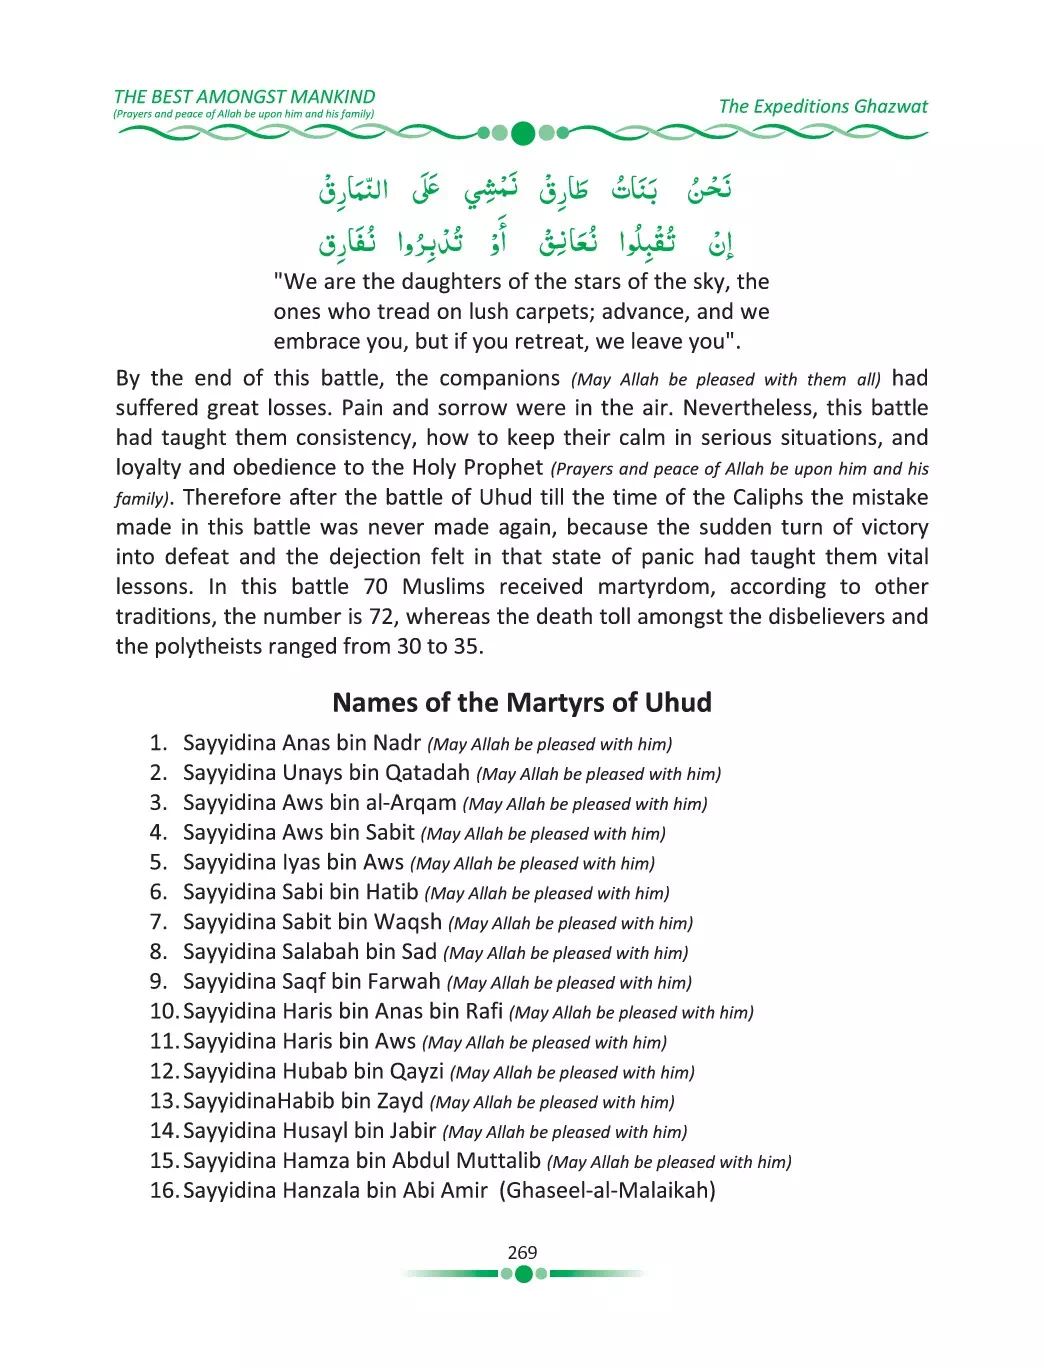 THE BEST AMONGST MANKIND
(Prayers and peace of Allah be upon him and his family)
The Expeditions Ghazwat
نَحْنُ بَنَاتُ طَارِقْ نَمْشِي عَلَى النَّمَارِقْ
إِنْ تُقْبِلُوا نُعَانِقْ أَوْ تُدْبِرُوا نُفَارِق
"We are the daughters of the stars of the sky, the
ones who tread on lush carpets; advance, and we
embrace you, but if you retreat, we leave you".
By the end of this battle, the companions (May Allah be pleased with them all) had
suffered great losses. Pain and sorrow were in the air. Nevertheless, this battle
had taught them consistency, how to keep their calm in serious situations, and
loyalty and obedience to the Holy Prophet (Prayers and peace of Allah be upon him and his
family). Therefore after the battle of Uhud till the time of the Caliphs the mistake
made in this battle was never made again, because the sudden turn of victory
into defeat and the dejection felt in that state of panic had taught them vital
lessons. In this battle 70 Muslims received martyrdom, according to other
traditions, the number is 72, whereas the death toll amongst the disbelievers and
the polytheists ranged from 30 to 35.
Names of the Martyrs of Uhud
1. Sayyidina Anas bin Nadr (May Allah be pleased with him)
2. Sayyidina Unays bin Qatadah (May Allah be pleased with him)
3. Sayyidina Aws bin al-Arqam (May Allah be pleased with him)
4. Sayyidina Aws bin Sabit (May Allah be pleased with him)
5. Sayyidina Iyas bin Aws (May Allah be pleased with him)
6. Sayyidina Sabi bin Hatib (May Allah be pleased with him)
7. Sayyidina Sabit bin Waqsh (May Allah be pleased with him)
8. Sayyidina Salabah bin Sad (May Allah be pleased with him)
9. Sayyidina Saqf bin Farwah (May Allah be pleased with him)
10. Sayyidina Haris bin Anas bin Rafi (May Allah be pleased with him)
11. Sayyidina Haris bin Aws (May Allah be pleased with him)
12. Sayyidina Hubab bin Qayzi (May Allah be pleased with him)
13. SayyidinaHabib bin Zayd (May Allah be pleased with him)
14. Sayyidina Husayl bin Jabir (May Allah be pleased with him)
15. Sayyidina Hamza bin Abdul Muttalib (May Allah be pleased with him)
16. Sayyidina Hanzala bin Abi Amir (Ghaseel-al-Malaikah)
269